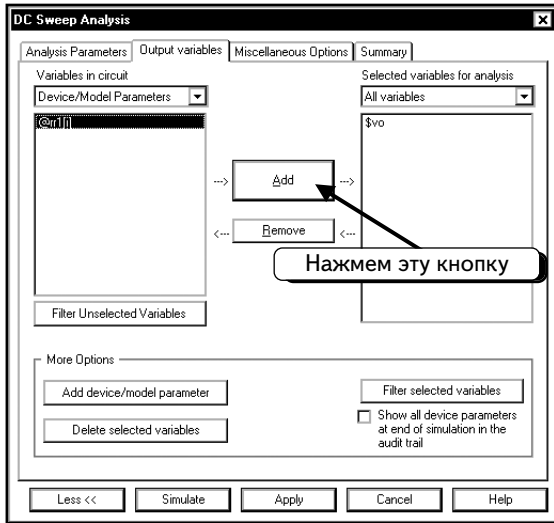 DC Sweep Analysis
Analysis Parameters Output variables Miscellaneous Options Summary
Variables in circuit
Device/Model Parameters
@rr1[i]
Filter Unselected Variables
---> Add --->
<--- Remove <---
Нажмем эту кнопку
Selected variables for analysis
All variables
$vo
More Options
Add device/model parameter
Delete selected variables
Filter selected variables
Show all device parameters
at end of simulation in the
audit trail
Less << Simulate Apply Cancel Help